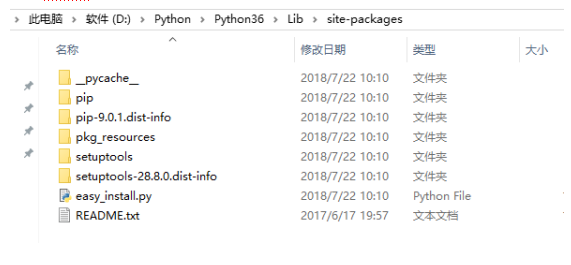 此电脑 > 软件 (D:) > Python > Python36 > Lib > site-packages
名称 修改日期 类型 大小
__pycache__ 2018/7/22 10:10 文件夹
pip 2018/7/22 10:10 文件夹
pip-9.0.1.dist-info 2018/7/22 10:10 文件夹
pkg_resources 2018/7/22 10:10 文件夹
setuptools 2018/7/22 10:10 文件夹
setuptools-28.8.0.dist-info 2018/7/22 10:10 文件夹
easy_install.py 2018/7/22 10:10 Python File
README.txt 2017/6/17 19:57 文本文档